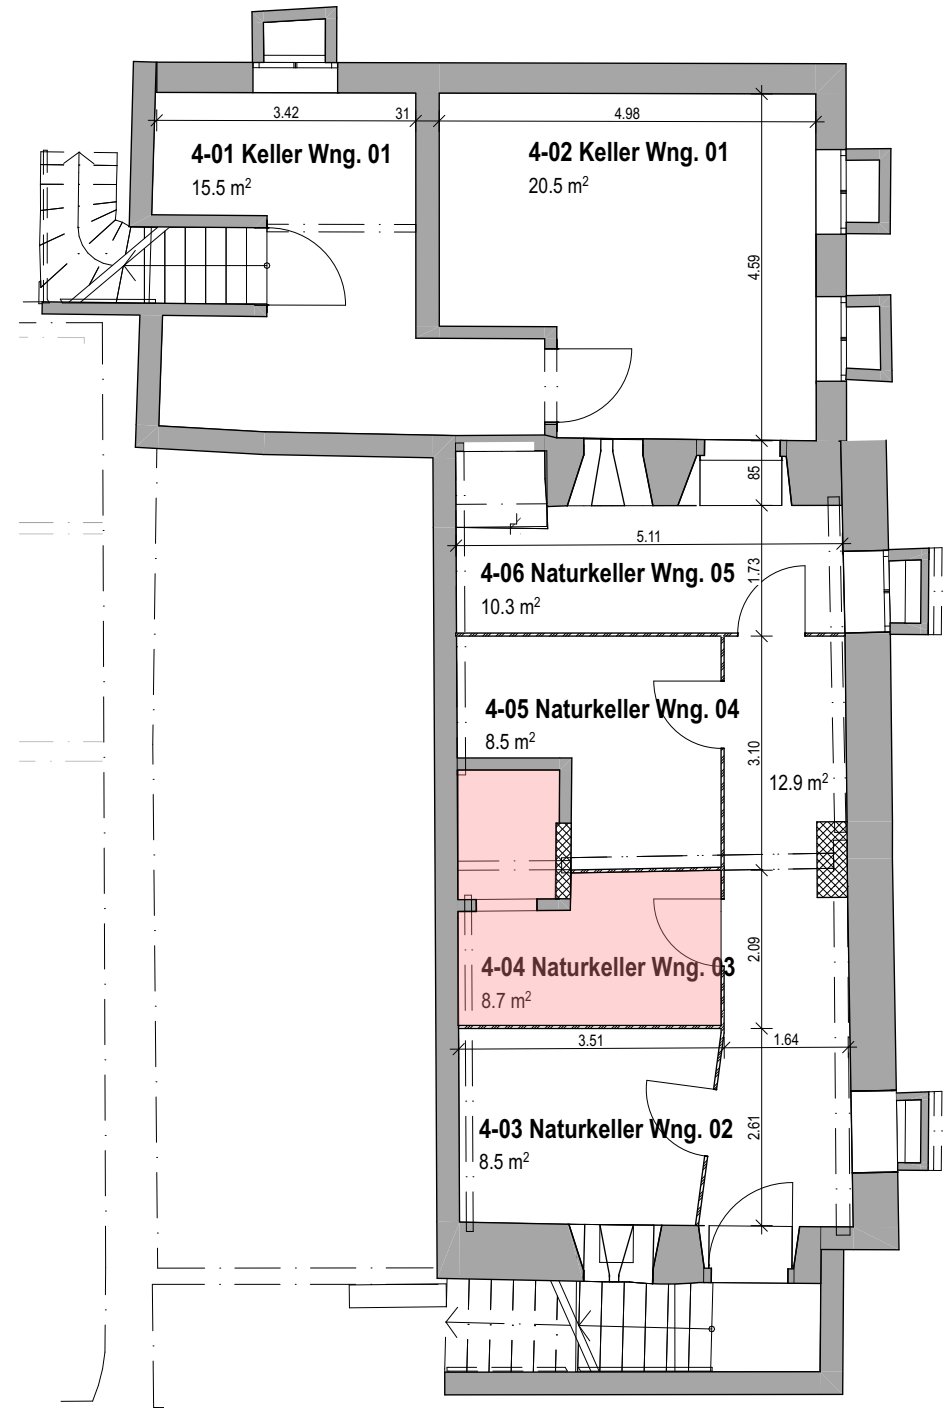 3.42
31
4.98
4-01 Keller Wng. 01
15.5 m²
4-02 Keller Wng. 01
20.5 m²
4.59
85
5.11
4-06 Naturkeller Wng. 05
10.3 m²
1.73
4-05 Naturkeller Wng. 04
8.5 m²
3.10
12.9 m²
2.09
4-04 Naturkeller Wng. 03
8.7 m²
3.51
1.64
4-03 Naturkeller Wng. 02
8.5 m²
2.61